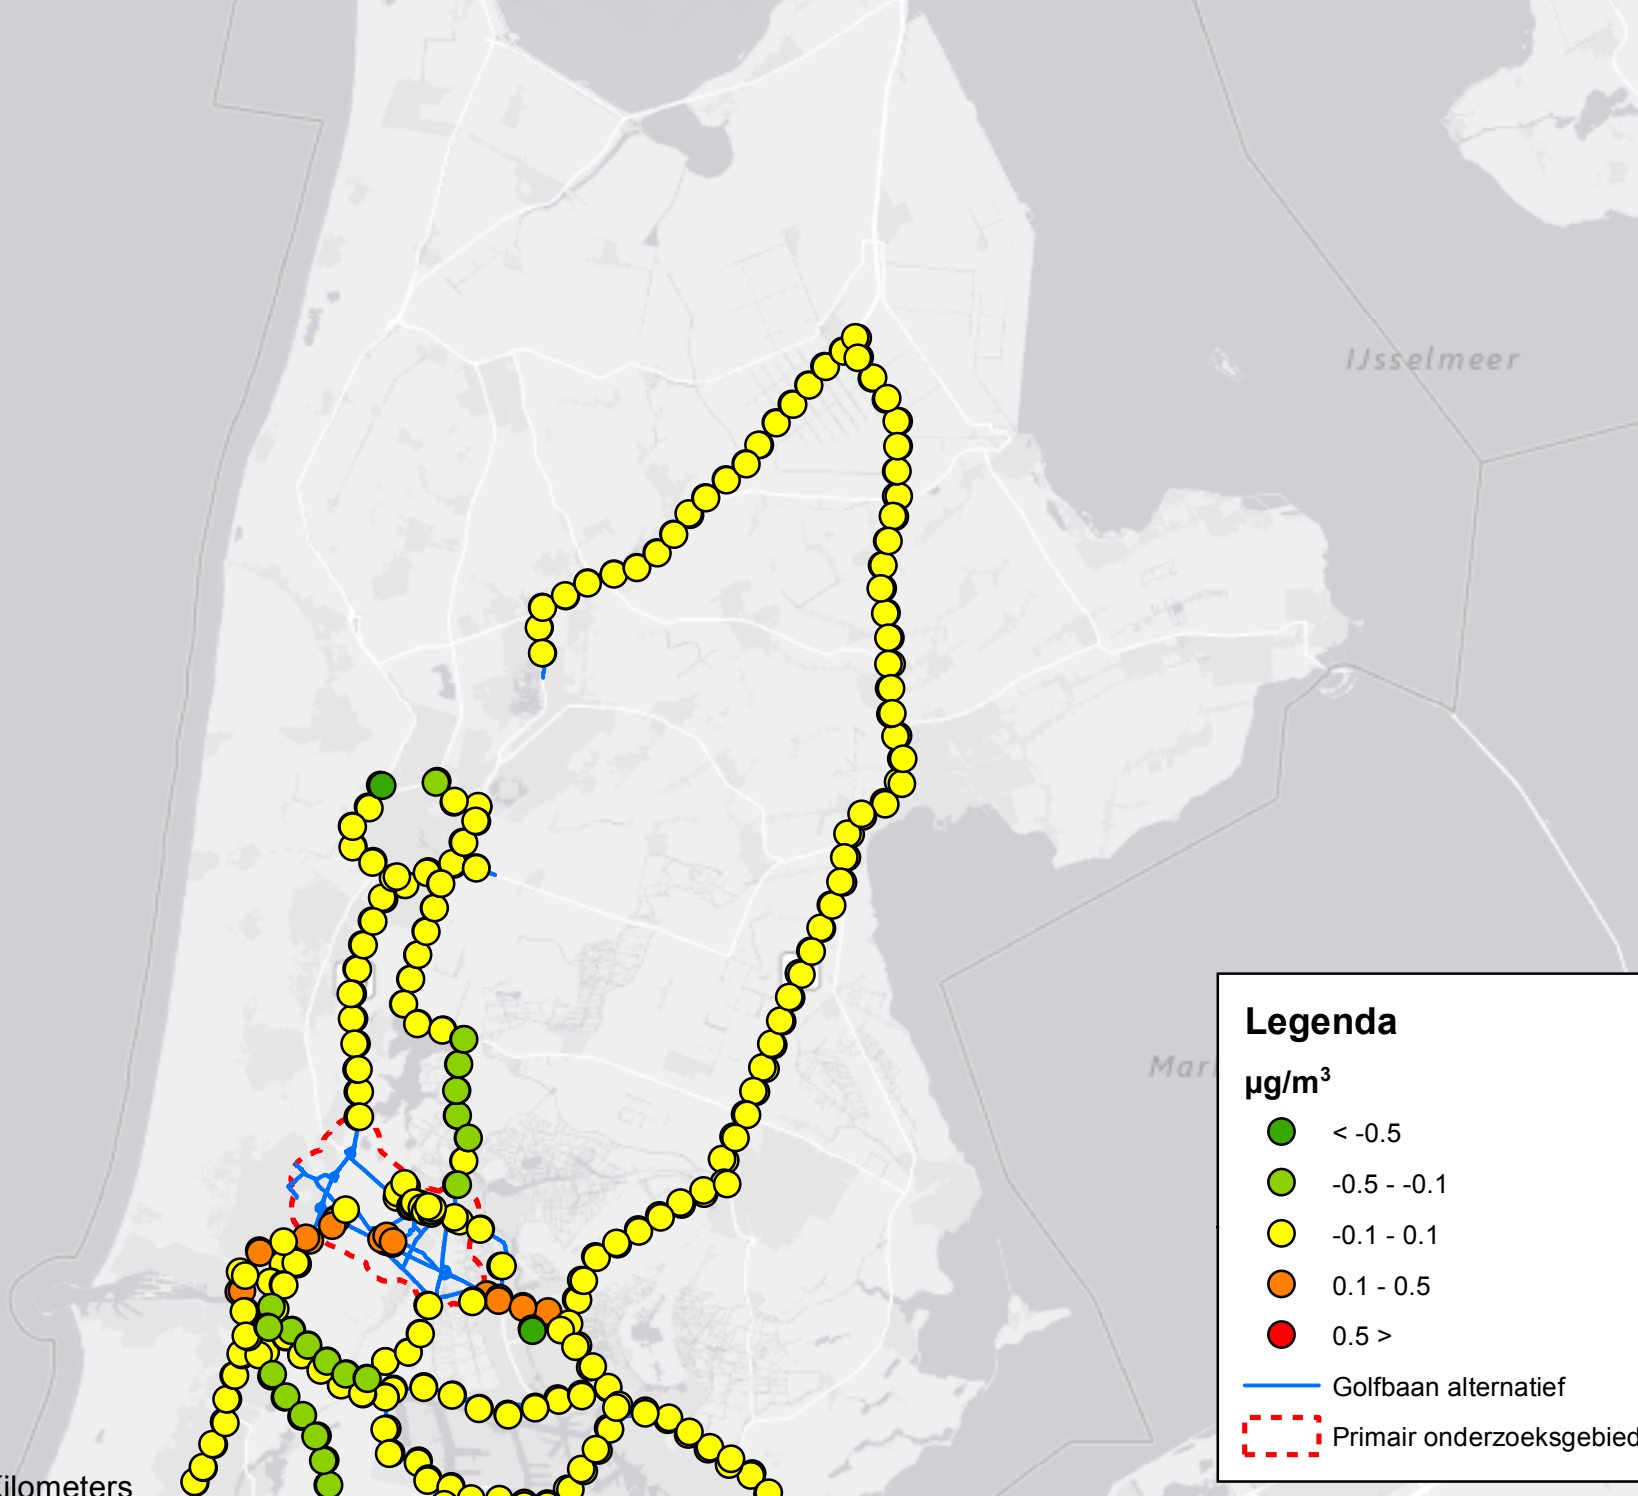 IJsselmeer
Mar
Legenda
µg/m³
< -0.5
-0.5 - -0.1
-0.1 - 0.1
0.1 - 0.5
0.5 >
Golfbaan alternatief
Primair onderzoeksgebied
Kilometers